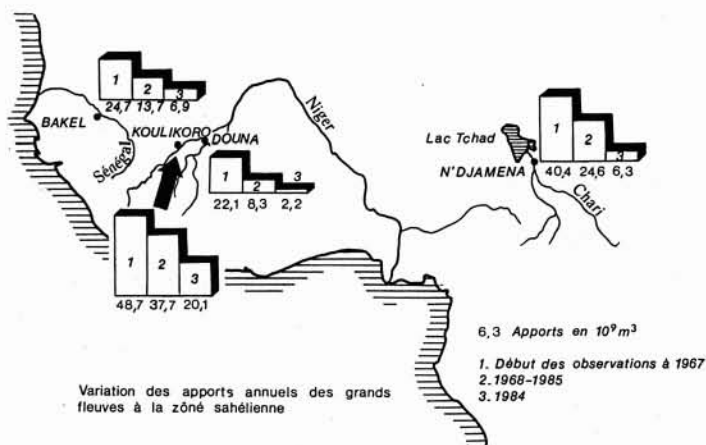 1
2
3
24,7 13,7 6,9
BAKEL
Sénégal
KOULIKORO
DOUNA
Niger
1
2
3
22,1 8,3 2,2
1
2
3
48,7 37,7 20,1
Lac Tchad
N'DJAMENA
Chari
1
2
3
40,4 24,6 6,3
6,3 Apports en 10⁹m³
1. Début des observations à 1967
2. 1968-1985
3. 1984
Variation des apports annuels des grands
fleuves à la zôné sahélienne